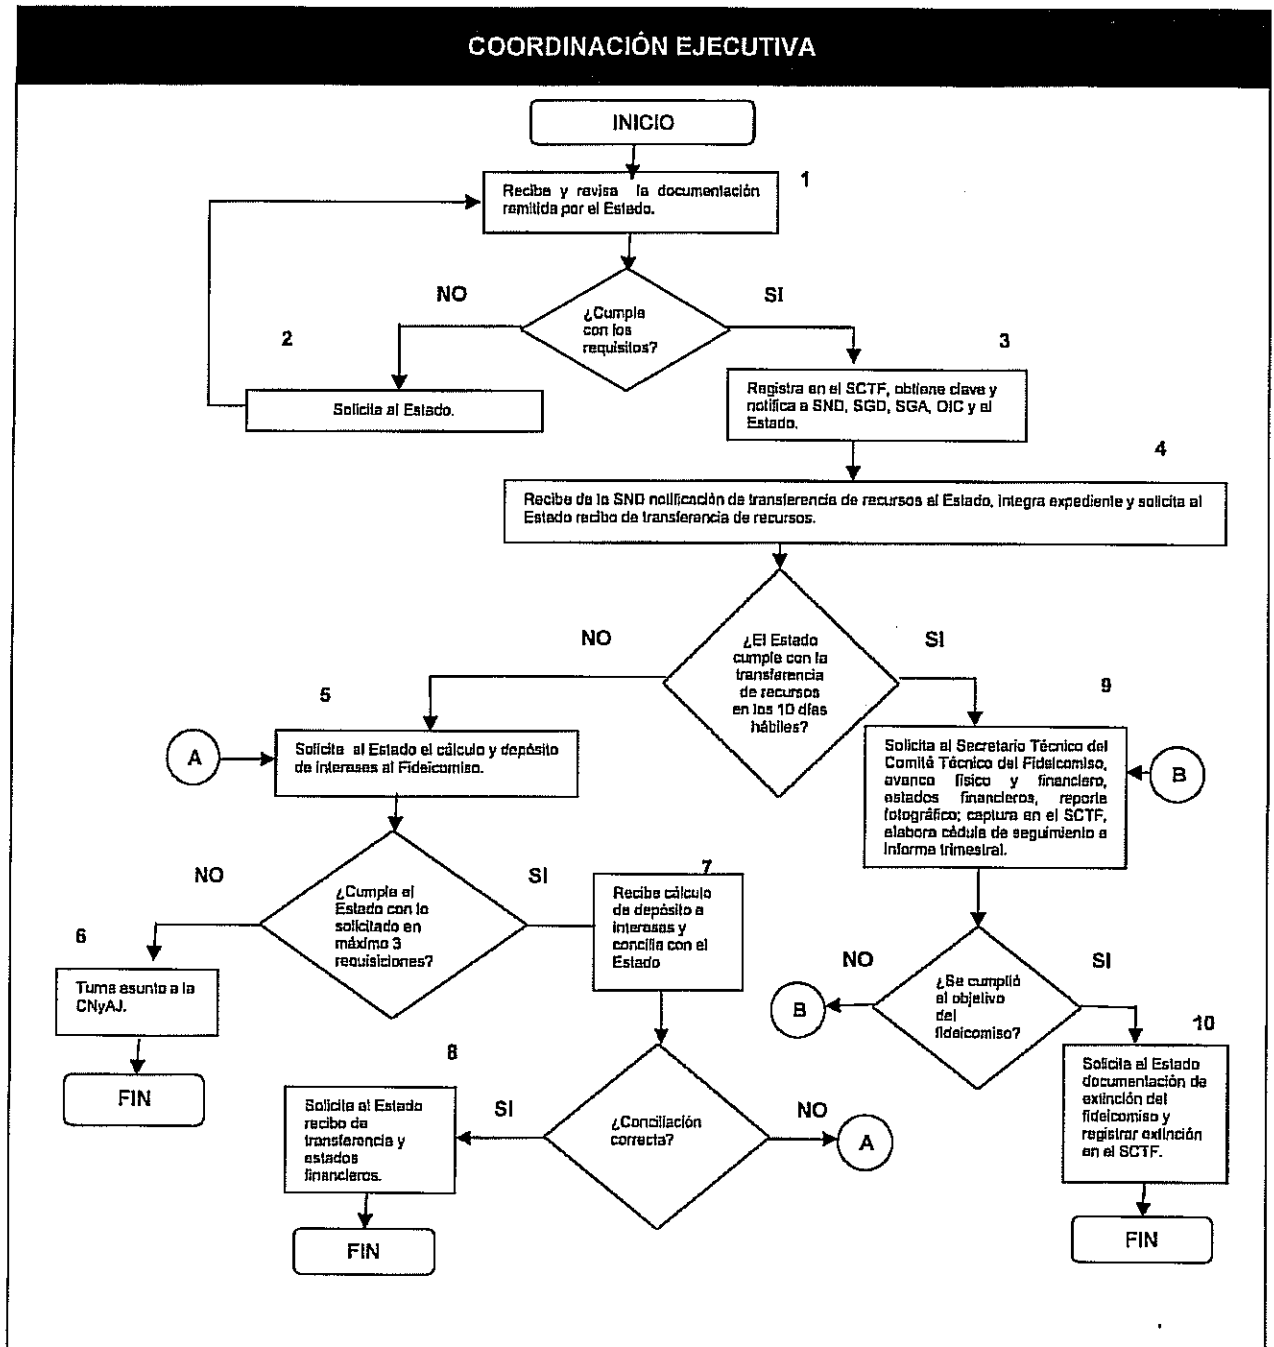 COORDINACIÓN EJECUTIVA
INICIO
1
Recibe y revisa la documentación
remitida por el Estado.
NO
SI
¿Cumple
con los
requisitos?
2
3
Solicita al Estado.
Registra en el SCTF, obtiene clave y
notifica a SND, SGD, SGA, OIC y al
Estado.
4
Recibe de la SND notificación de transferencia de recursos al Estado, integra expediente y solicita al
Estado recibo de transferencia de recursos.
NO
SI
¿El Estado
cumple con la
transferencia
de recursos
en los 10 días
hábiles?
5
9
A
Solicita al Estado el cálculo y depósito
de intereses al Fideicomiso.
Solicita al Secretario Técnico del
Comité Técnico del Fideicomiso,
avance físico y financiero,
estados financieros, reporte
fotográfico; captura en el SCTF,
elabora cédula de seguimiento e
informe trimestral.
B
NO
SI
¿Cumple el
Estado con lo
solicitado en
máximo 3
requisiciones?
7
Recibe cálculo
de depósito e
intereses y
concilia con el
Estado
6
Turna asunto a la
CNyAJ.
FIN
NO
SI
B
¿Se cumplió
el objetivo
del
fideicomiso?
10
Solicita al Estado
documentación de
extinción del
fideicomiso y
registrar extinción
en el SCTF.
FIN
8
Solicita al Estado
recibo de
transferencia y
estados
financieros.
SI
¿Conciliación
correcta?
NO
A
FIN